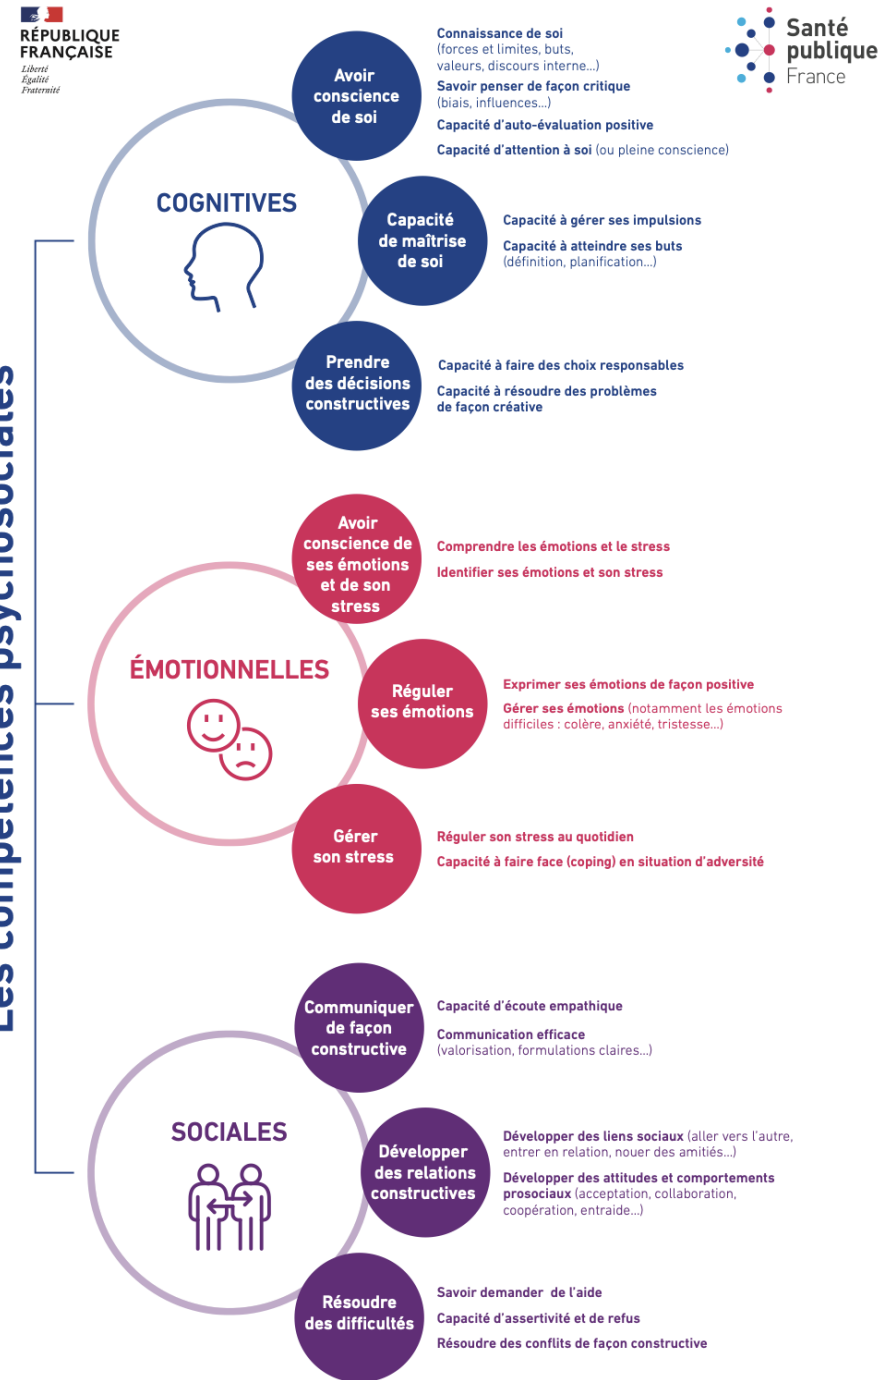 RÉPUBLIQUE
FRANÇAISE
Liberté
Égalité
Fraternité
Santé
publique
France
Les compétences psychosociales
COGNITIVES
Avoir
conscience
de soi
Connaissance de soi
(forces et limites, buts,
valeurs, discours interne...)
Savoir penser de façon critique
(biais, influences...)
Capacité d'auto-évaluation positive
Capacité d'attention à soi (ou pleine conscience)
Capacité
de maîtrise
de soi
Capacité à gérer ses impulsions
Capacité à atteindre ses buts
(définition, planification...)
Prendre
des décisions
constructives
Capacité à faire des choix responsables
Capacité à résoudre des problèmes
de façon créative
ÉMOTIONNELLES
Avoir
conscience de
ses émotions
et de son
stress
Comprendre les émotions et le stress
Identifier ses émotions et son stress
Réguler
ses émotions
Exprimer ses émotions de façon positive
Gérer ses émotions (notamment les émotions
difficiles : colère, anxiété, tristesse...)
Gérer
son stress
Réguler son stress au quotidien
Capacité à faire face (coping) en situation d'adversité
SOCIALES
Communiquer
de façon
constructive
Capacité d'écoute empathique
Communication efficace
(valorisation, formulations claires...)
Développer
des relations
constructives
Développer des liens sociaux (aller vers l'autre,
entrer en relation, nouer des amitiés...)
Développer des attitudes et comportements
prosociaux (acceptation, collaboration,
coopération, entraide...)
Résoudre
des difficultés
Savoir demander de l'aide
Capacité d'assertivité et de refus
Résoudre des conflits de façon constructive